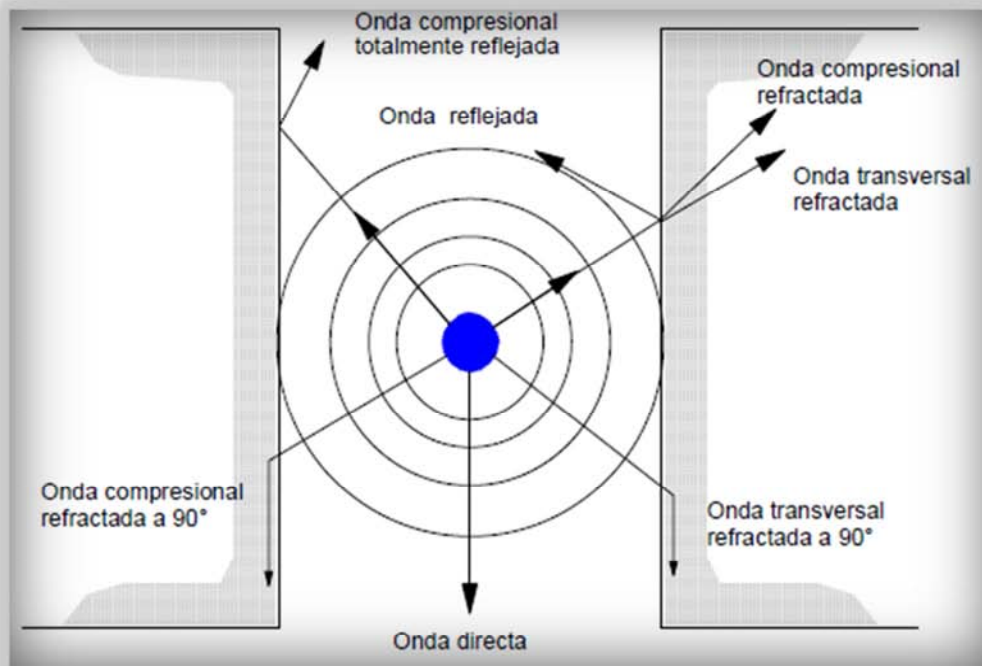 Onda compresional
totalmente reflejada
Onda compresional
refractada
Onda reflejada
Onda transversal
refractada
Onda compresional
refractada a 90°
Onda transversal
refractada a 90°
Onda directa